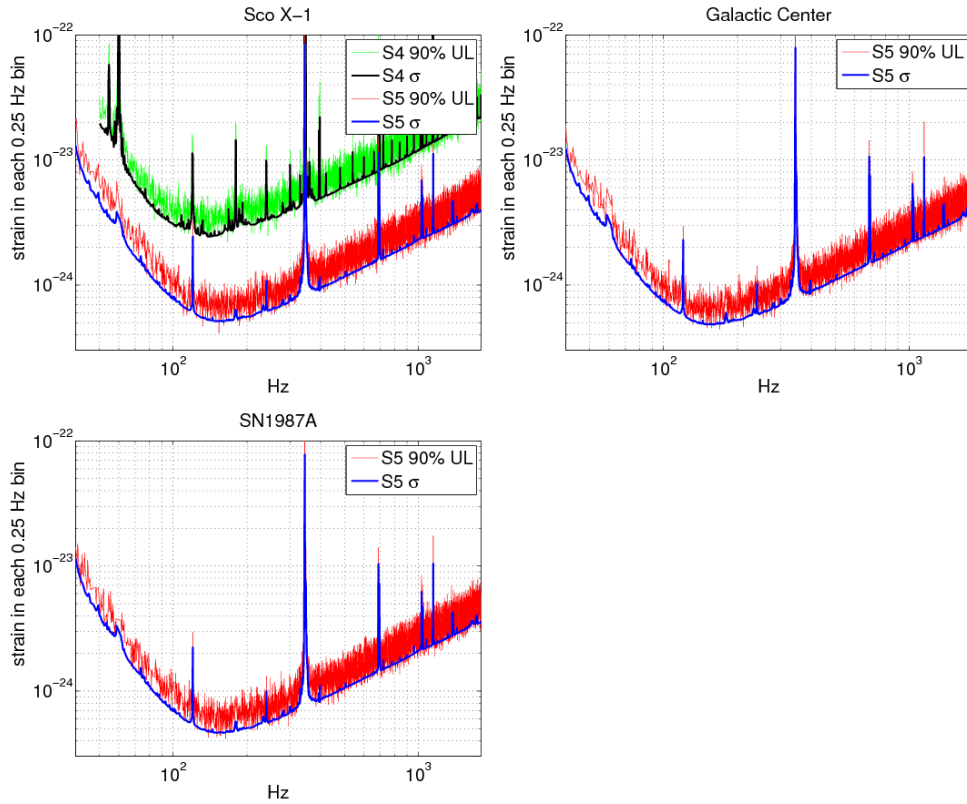 Sco X−1
10^−22
10^−23
10^−24
strain in each 0.25 Hz bin
S4 90% UL
S4 σ
S5 90% UL
S5 σ
10^2
10^3
Hz
Galactic Center
10^−22
10^−23
10^−24
strain in each 0.25 Hz bin
S5 90% UL
S5 σ
10^2
10^3
Hz
SN1987A
10^−22
10^−23
10^−24
strain in each 0.25 Hz bin
S5 90% UL
S5 σ
10^2
10^3
Hz